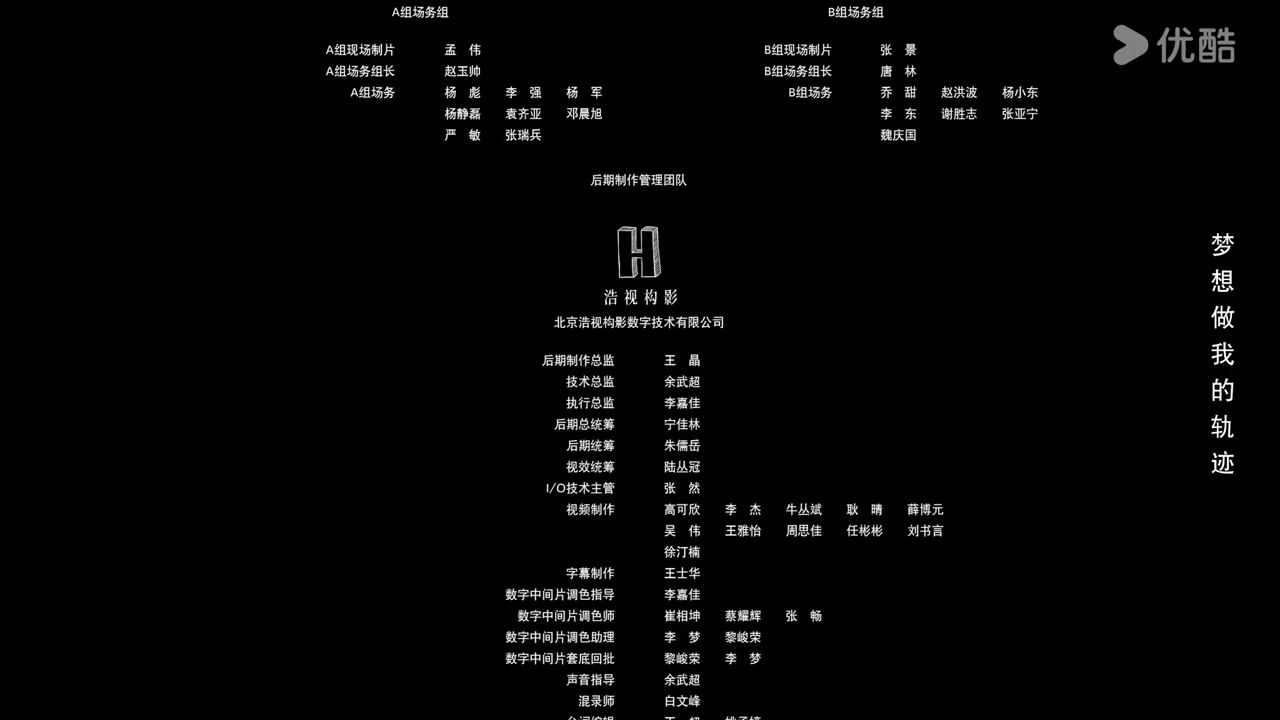 A组场务组
A组现场制片 孟 伟
A组场务组长 赵玉帅
A组场务 杨 彪 李 强 杨 军
杨静磊 袁齐亚 邓晨旭
严 敏 张瑞兵
B组场务组
B组现场制片 张 景
B组场务组长 唐 林
B组场务 乔 甜 赵洪波 杨小东
李 东 谢胜志 张亚宁
魏庆国
优酷
后期制作管理团队
H
浩视构影
北京浩视构影数字技术有限公司
后期制作总监 王 晶
技术总监 余武超
执行总监 李嘉佳
后期总统筹 宁佳林
后期统筹 朱儒岳
视效统筹 陆丛冠
I/O技术主管 张 然
视频制作 高可欣 李 杰 牛丛斌 耿 晴 薛博元
吴 伟 王雅怡 周思佳 任彬彬 刘书言
徐汀楠
字幕制作 王士华
数字中间片调色指导 李嘉佳
数字中间片调色师 崔相坤 蔡耀辉 张 畅
数字中间片调色助理 李 梦 黎峻荣
数字中间片套底回批 黎峻荣 李 梦
声音指导 余武超
混录师 白文峰
梦想做我的轨迹